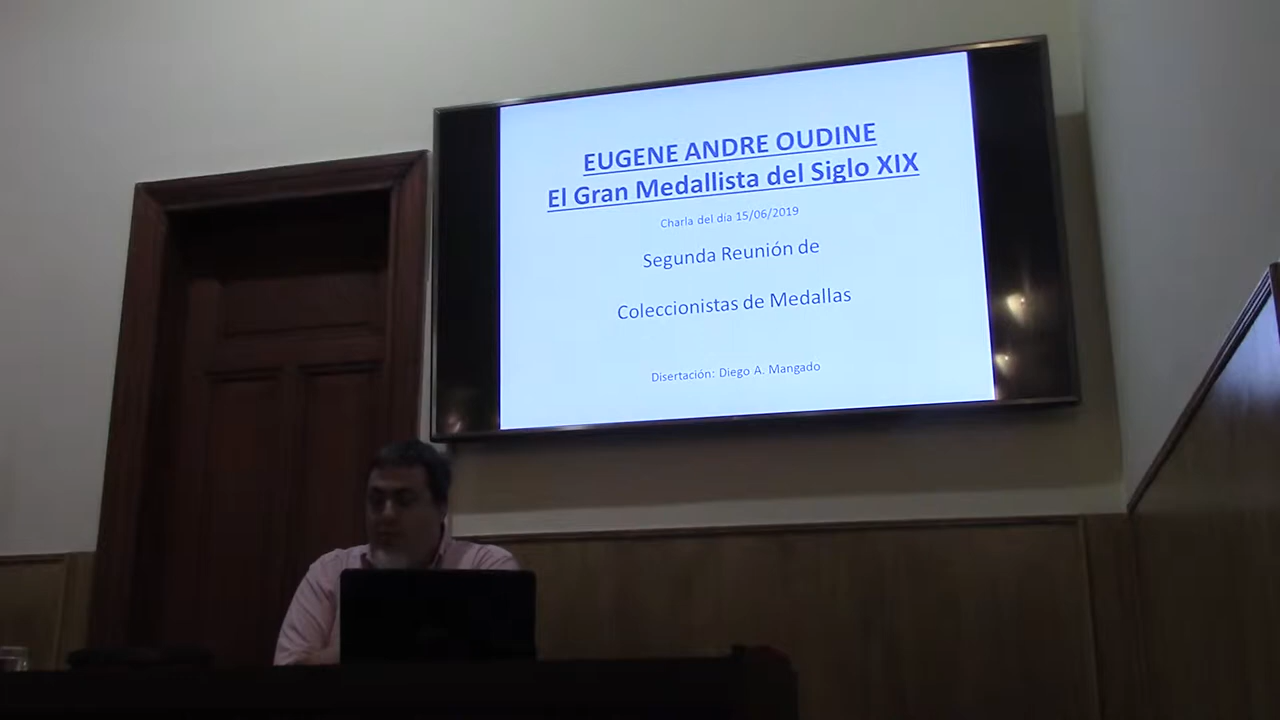 EUGENE ANDRE OUDINE
El Gran Medallista del Siglo XIX
Charla del día 15/06/2019
Segunda Reunión de
Coleccionistas de Medallas
Disertación: Diego A. Mangado